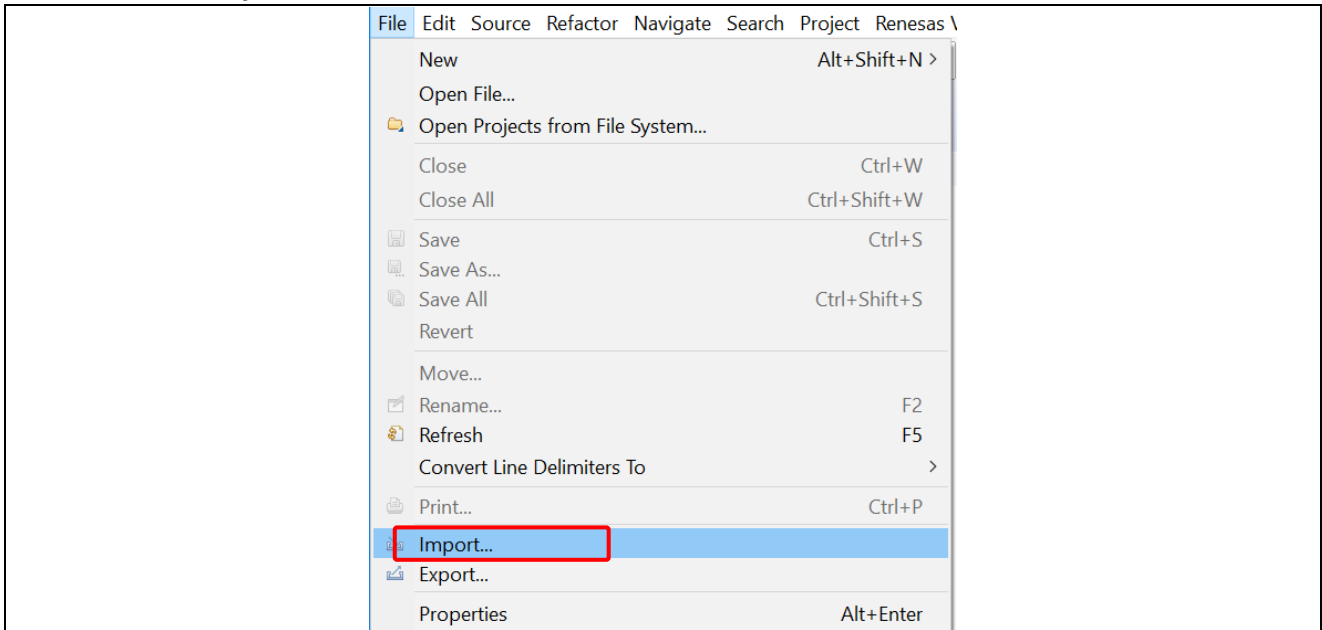 File Edit Source Refactor Navigate Search Project Renesas
New Alt+Shift+N >
Open File...
Open Projects from File System...
Close Ctrl+W
Close All Ctrl+Shift+W
Save Ctrl+S
Save As...
Save All Ctrl+Shift+S
Revert
Move...
Rename... F2
Refresh F5
Convert Line Delimiters To >
Print... Ctrl+P
Import...
Export...
Properties Alt+Enter